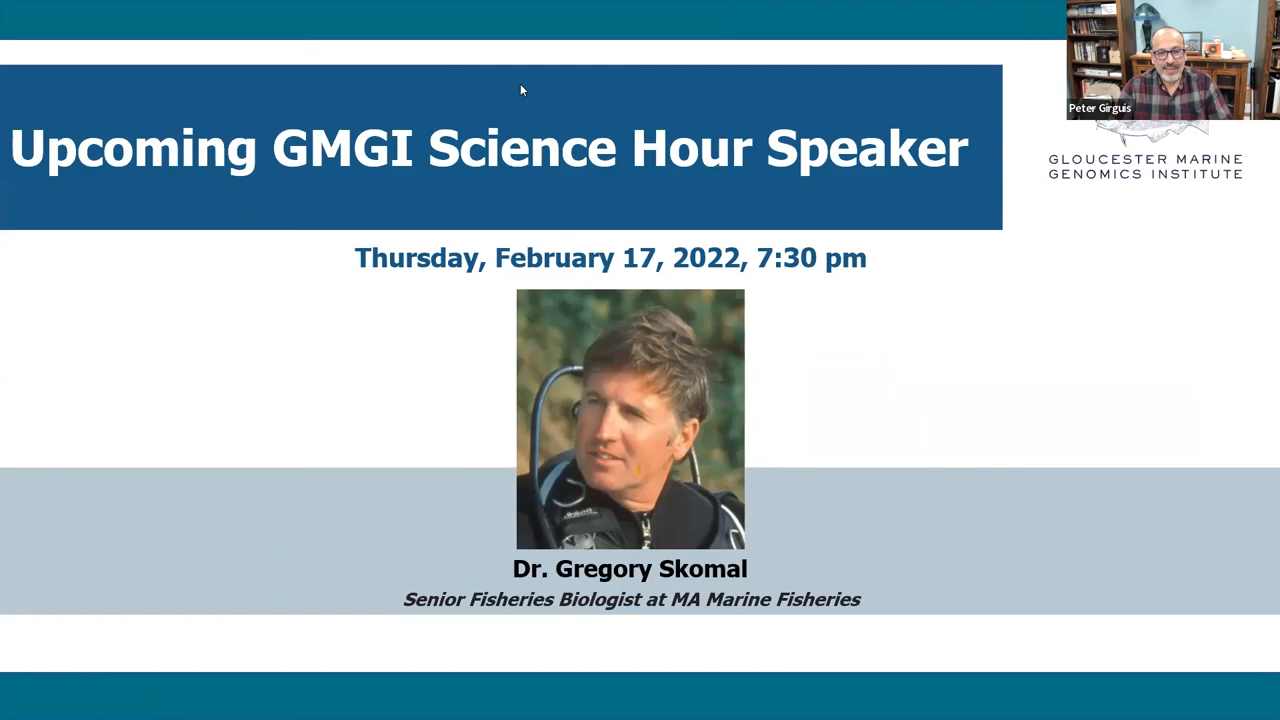 Upcoming GMGI Science Hour Speaker
Peter Girguis
GLOUCESTER MARINE
GENOMICS INSTITUTE
Thursday, February 17, 2022, 7:30 pm
Dr. Gregory Skomal
Senior Fisheries Biologist at MA Marine Fisheries